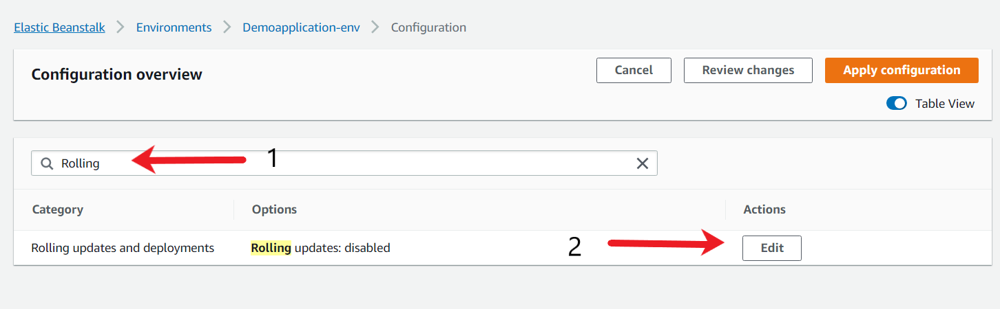 Elastic Beanstalk > Environments > Demoapplication-env > Configuration
Configuration overview
Cancel Review changes Apply configuration
Table View
Rolling 1
Category Options Actions
Rolling updates and deployments Rolling updates: disabled 2 Edit